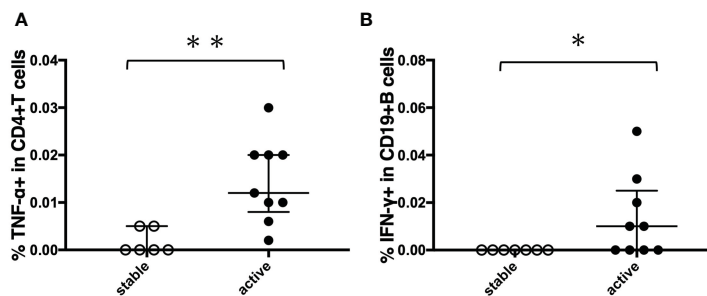 A
* *
% TNF-α+ in CD4+T cells
0.04
0.03
0.02
0.01
0.00
stable
active
B
*
% IFN-γ+ in CD19+B cells
0.08
0.06
0.04
0.02
0.00
stable
active